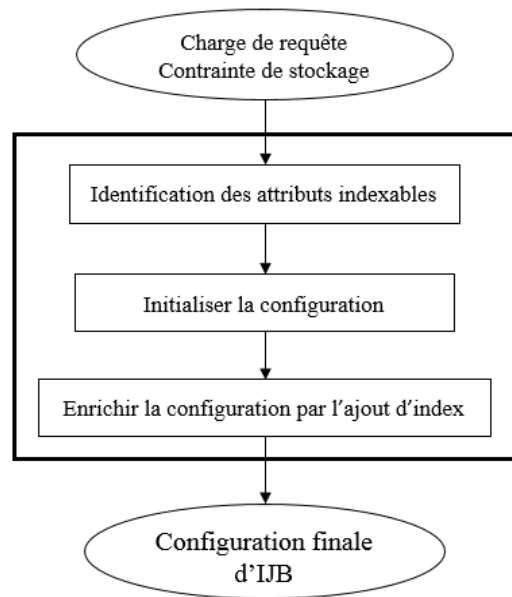 Charge de requête
Contrainte de stockage
Identification des attributs indexables
Initialiser la configuration
Enrichir la configuration par l’ajout d’index
Configuration finale
d’IJB